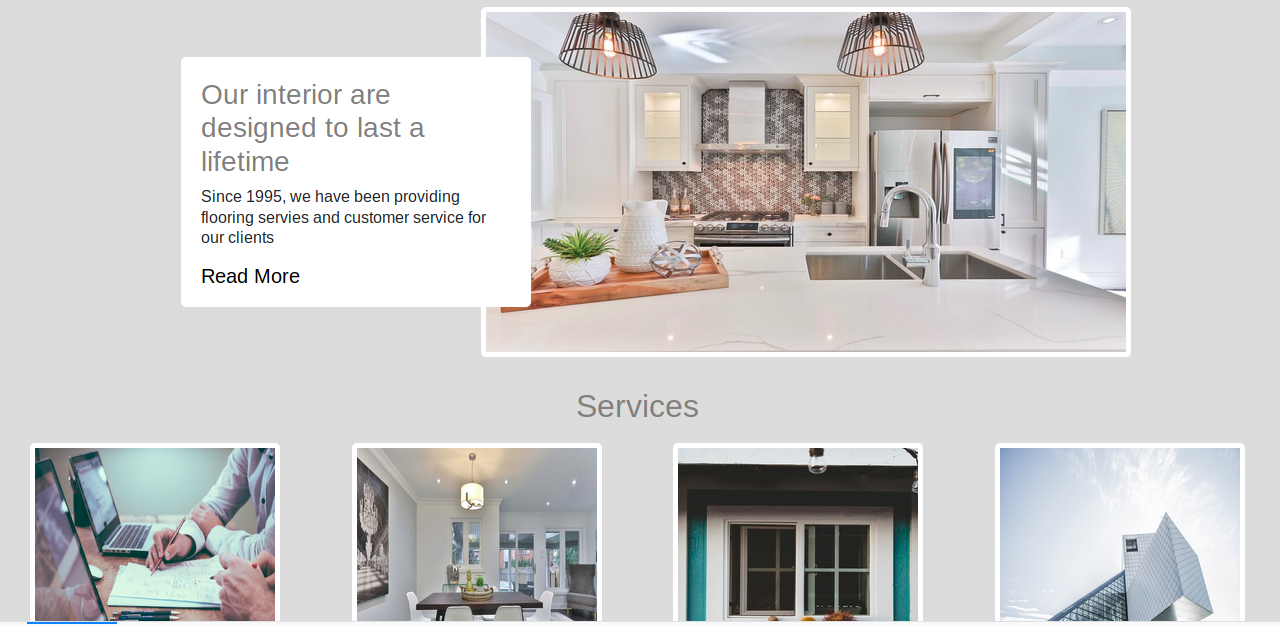 Our interior are
designed to last a
lifetime
Since 1995, we have been providing
flooring servies and customer service for
our clients
Read More
Services